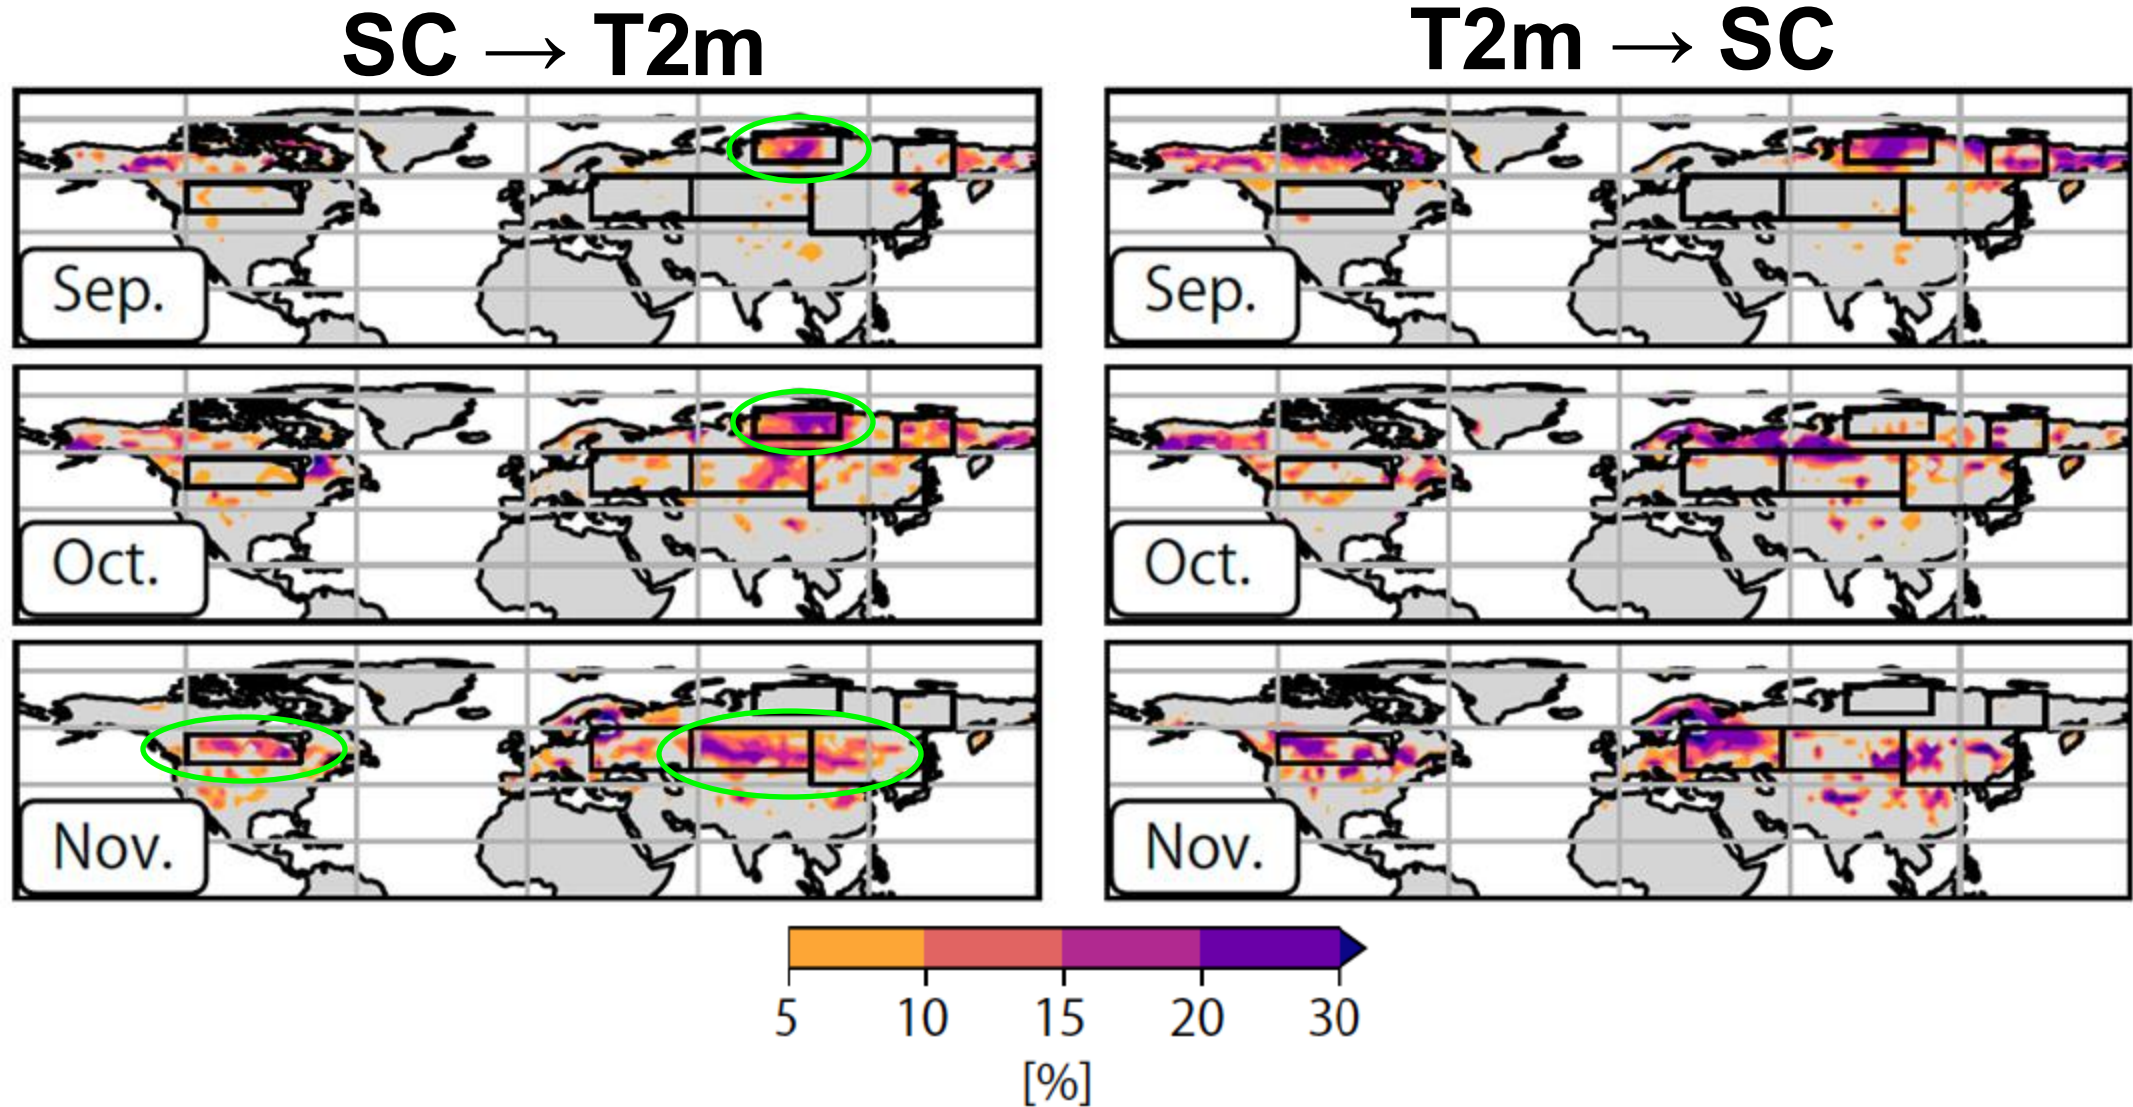 SC → T2m
T2m → SC
Sep.
Sep.
Oct.
Oct.
Nov.
Nov.
5 10 15 20 30
[%]